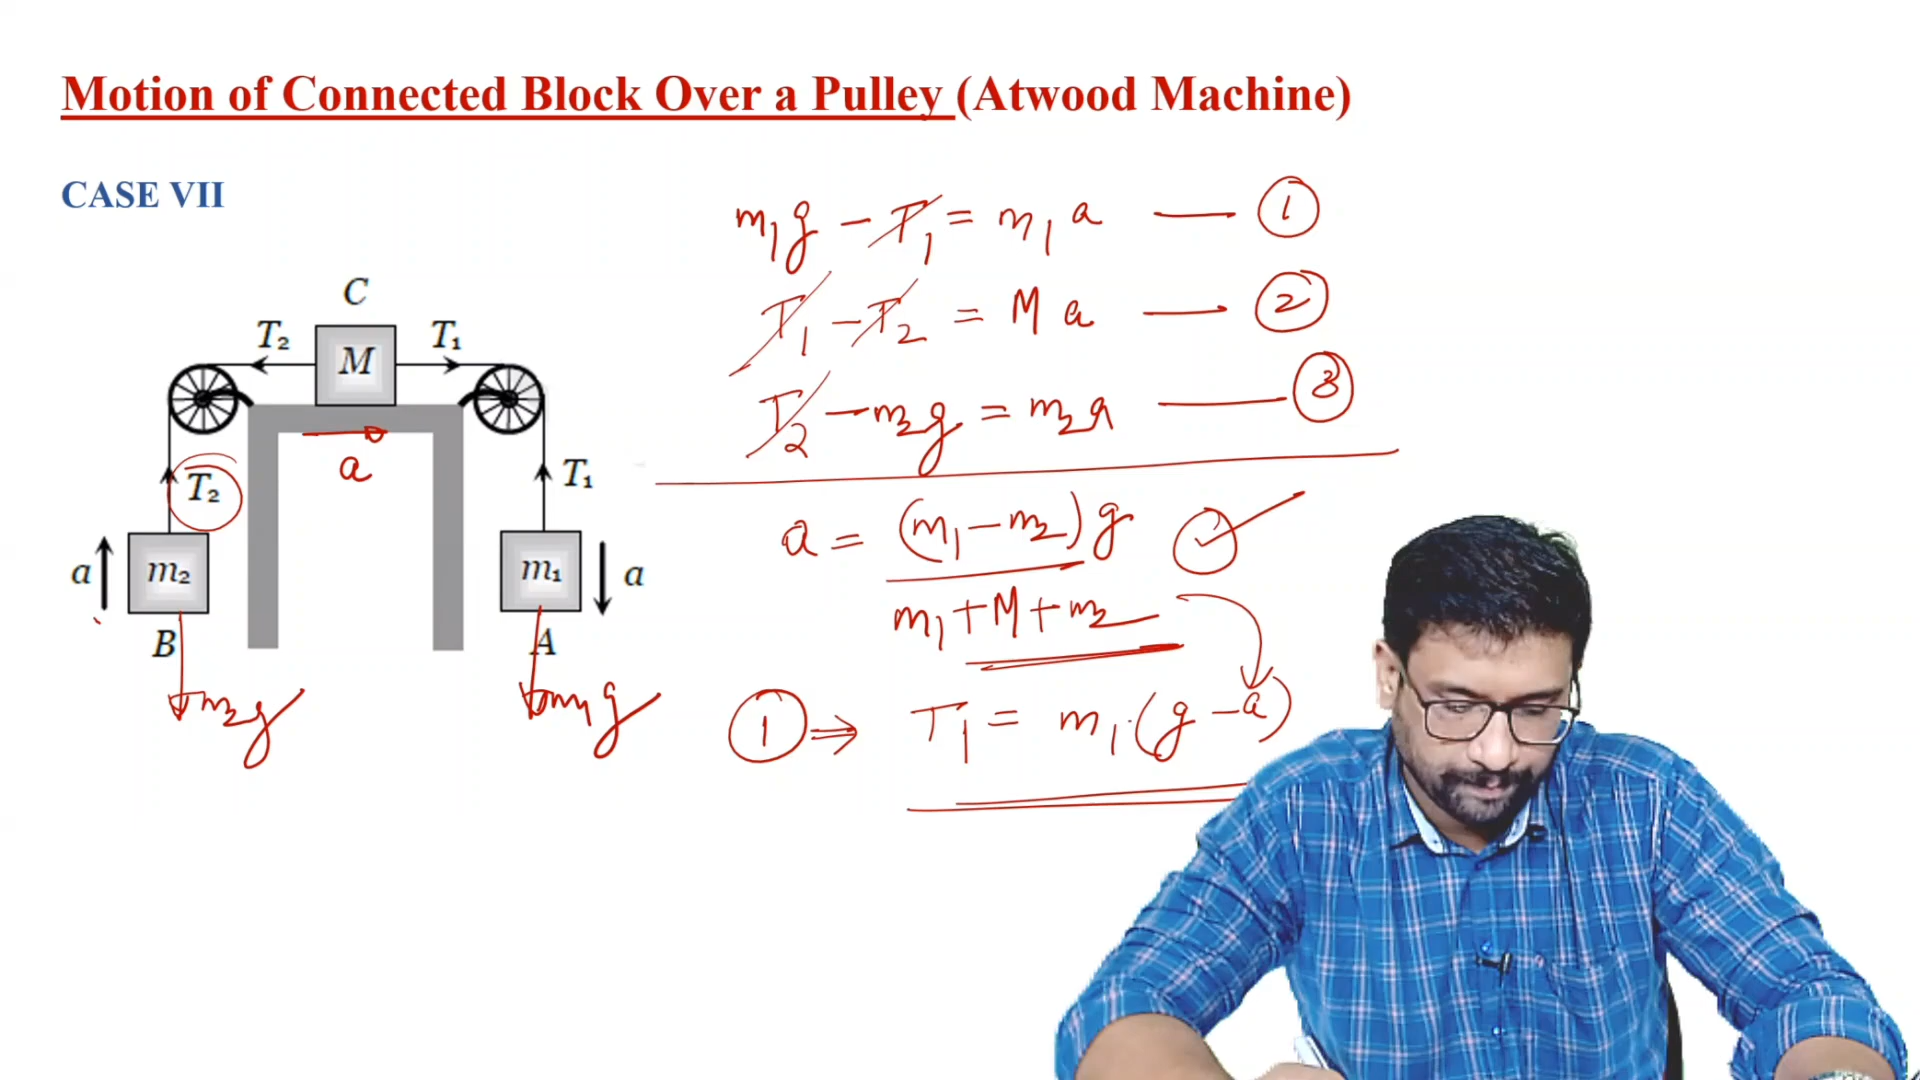 Motion of Connected Block Over a Pulley (Atwood Machine)
CASE VII
C
T₂ M T₁
a
T₂
T₁
a m₂
m₁ a
B
A
m₂g
m₁g
m₁g − T₁ = m₁a — ①
T₁ − T₂ = Ma — ②
T₂ − m₂g = m₂a — ③
a = (m₁ − m₂)g
m₁ + M + m₂
① ⇒ T₁ = m₁(g − a)